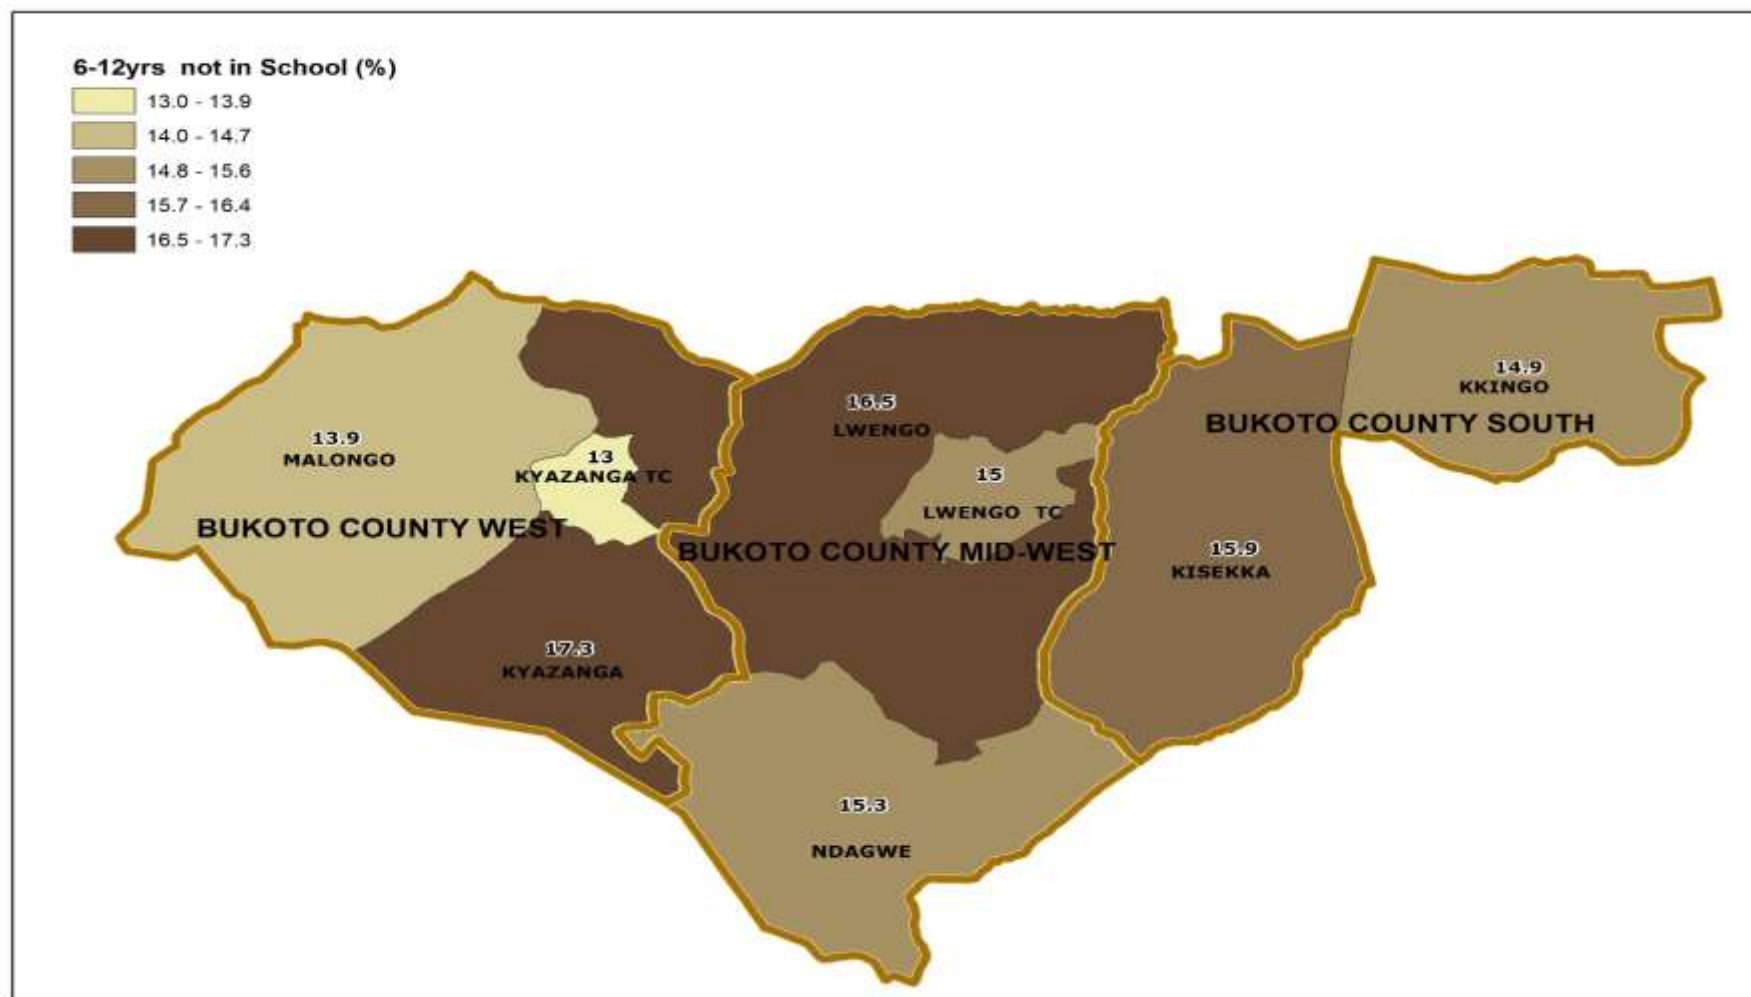 6-12yrs not in School (%)
13.0 - 13.9
14.0 - 14.7
14.8 - 15.6
15.7 - 16.4
16.5 - 17.3
14.9
KKINGO
BUKOTO COUNTY SOUTH
16.5
LWENGO
13.9
MALONGO
13
KYAZANGA TC
15
LWENGO TC
BUKOTO COUNTY WEST
BUKOTO COUNTY MID-WEST
15.9
KISEKKA
17.3
KYAZANGA
15.3
NDAGWE